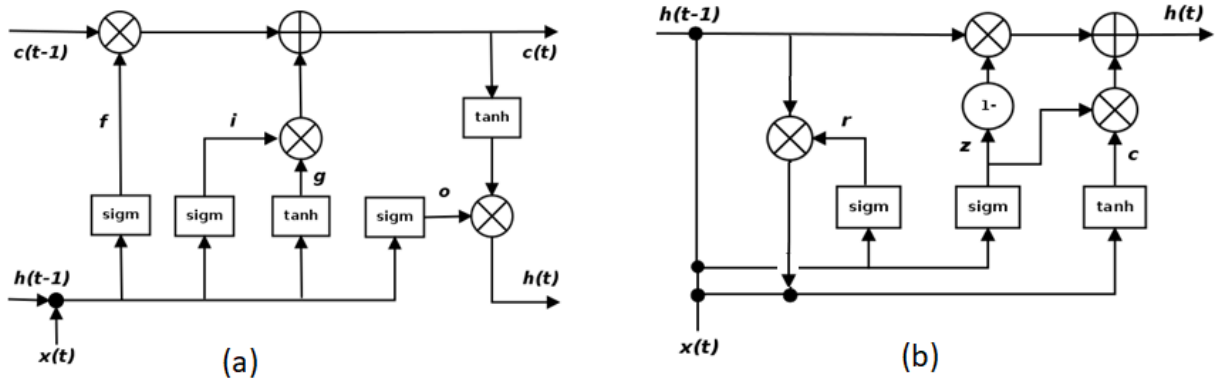 c(t-1)
c(t)
tanh
f
i
g
o
sigm
sigm
tanh
sigm
h(t-1)
h(t)
x(t)
(a)
h(t-1)
h(t)
1-
r
z
c
sigm
sigm
tanh
x(t)
(b)